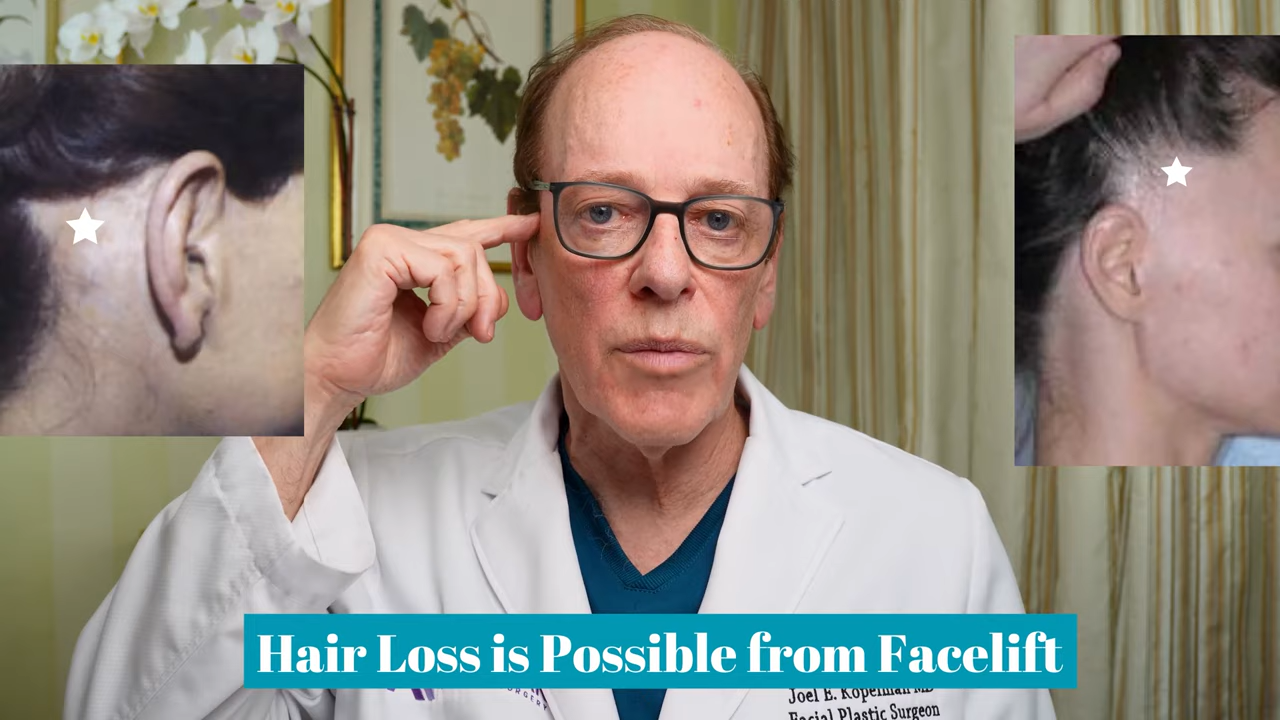 Hair Loss is Possible from Facelift
Joel E. Kopelman MD
Facial Plastic Surgeon